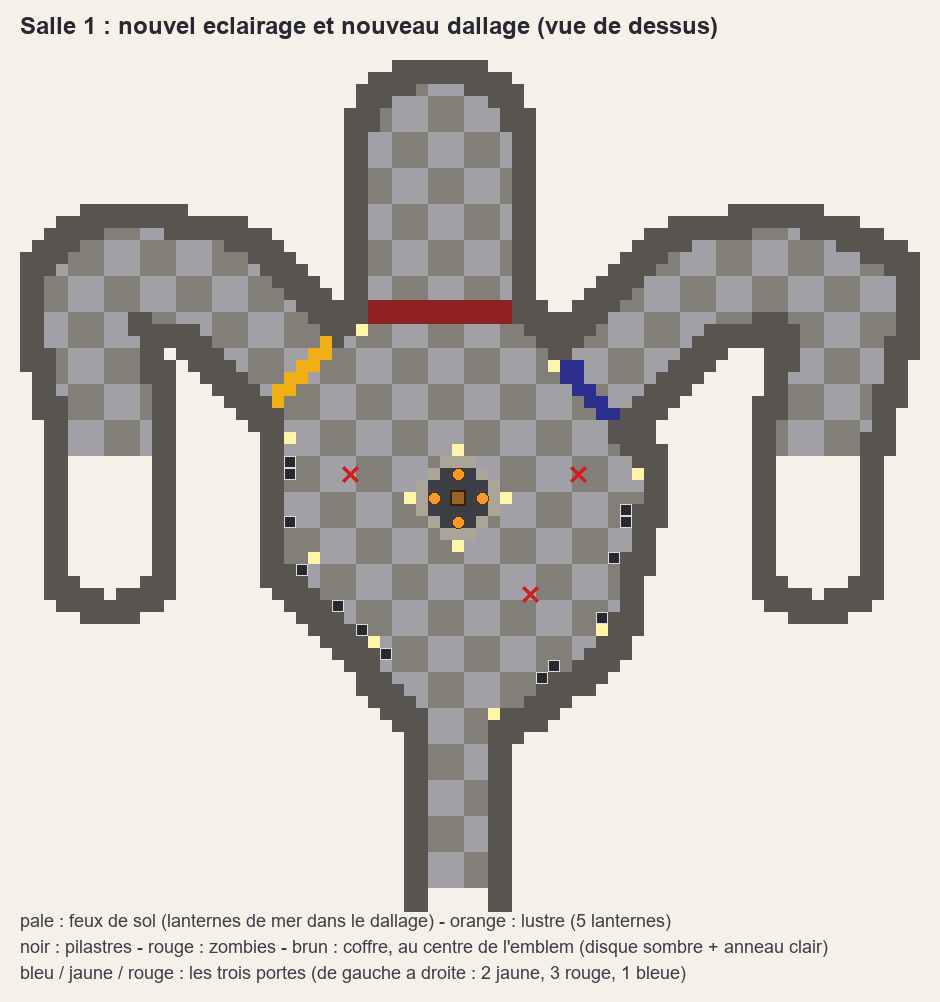 Salle 1 : nouvel eclairage et nouveau dallage (vue de dessus)
pale : feux de sol (lanternes de mer dans le dallage) - orange : lustre (5 lanternes)
noir : pilastres - rouge : zombies - brun : coffre, au centre de l'emblem (disque sombre + anneau clair)
bleu / jaune / rouge : les trois portes (de gauche a droite : 2 jaune, 3 rouge, 1 bleue)